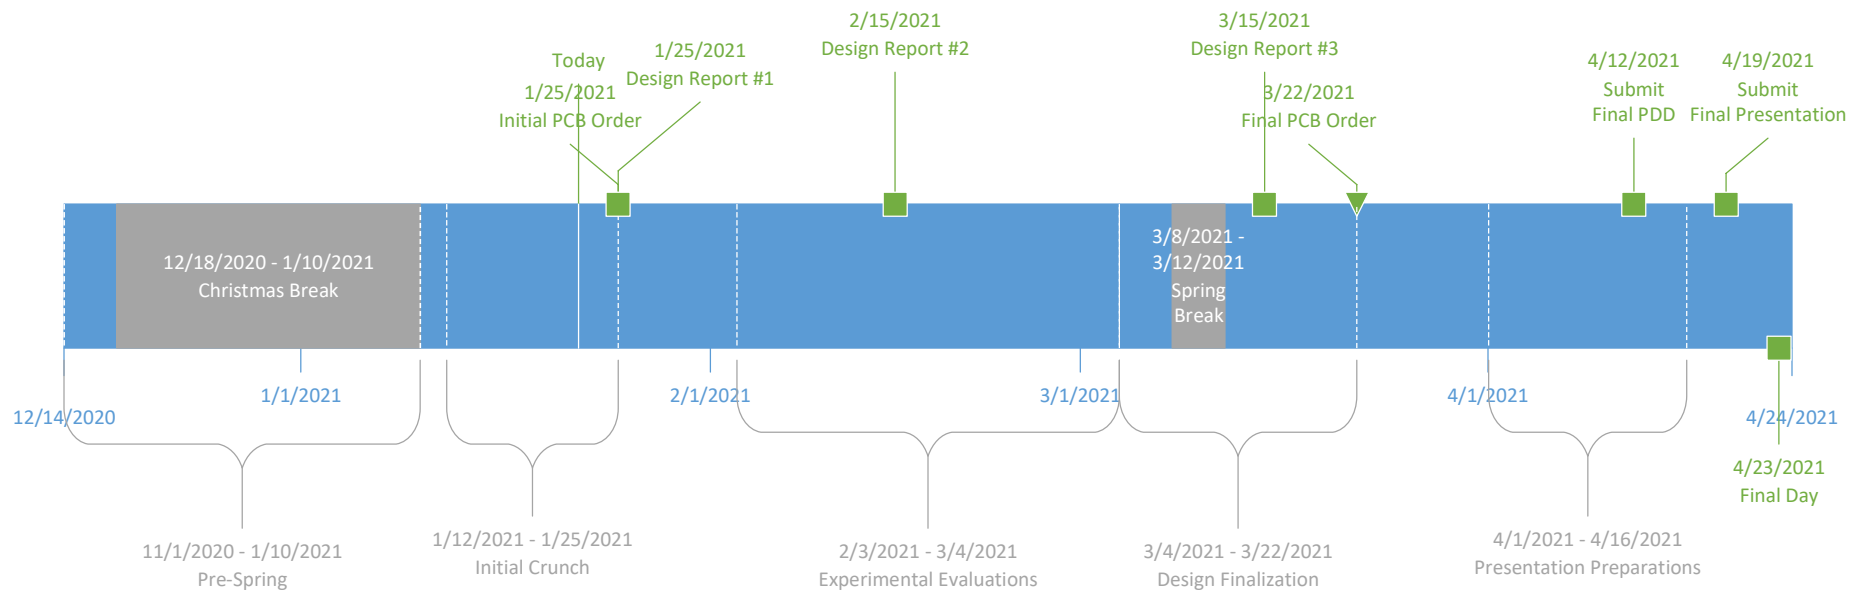 2/15/2021
Design Report #2
3/15/2021
Design Report #3
Today
1/25/2021
Design Report #1
1/25/2021
Initial PCB Order
3/22/2021
Final PCB Order
4/12/2021
Submit
Final PDD
4/19/2021
Submit
Final Presentation
12/18/2020 - 1/10/2021
Christmas Break
3/8/2021 -
3/12/2021
Spring
Break
12/14/2020
1/1/2021
2/1/2021
3/1/2021
4/1/2021
4/24/2021
4/23/2021
Final Day
11/1/2020 - 1/10/2021
Pre-Spring
1/12/2021 - 1/25/2021
Initial Crunch
2/3/2021 - 3/4/2021
Experimental Evaluations
3/4/2021 - 3/22/2021
Design Finalization
4/1/2021 - 4/16/2021
Presentation Preparations